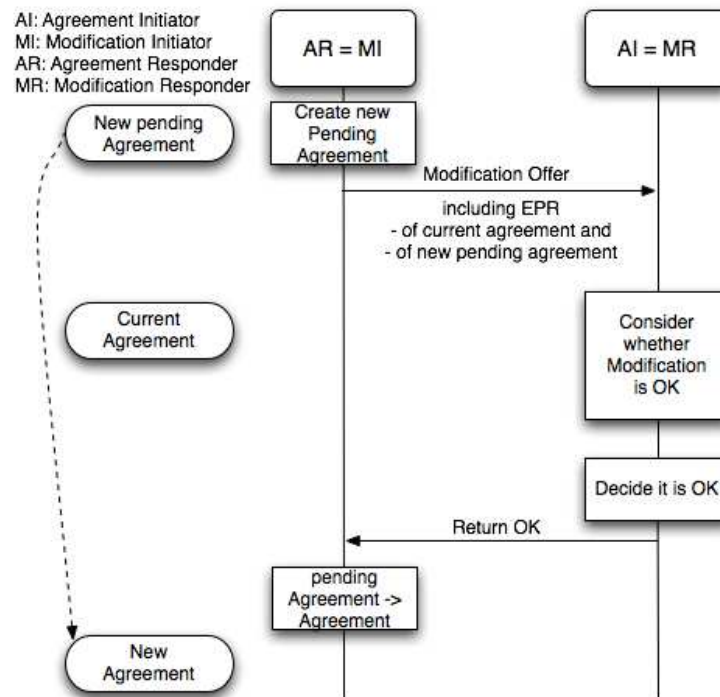 AI: Agreement Initiator
MI: Modification Initiator
AR: Agreement Responder
MR: Modification Responder
AR = MI
AI = MR
New pending
Agreement
Create new
Pending
Agreement
Modification Offer
including EPR
- of current agreement and
- of new pending agreement
Current
Agreement
Consider
whether
Modification
is OK
Decide it is OK
Return OK
pending
Agreement ->
Agreement
New
Agreement